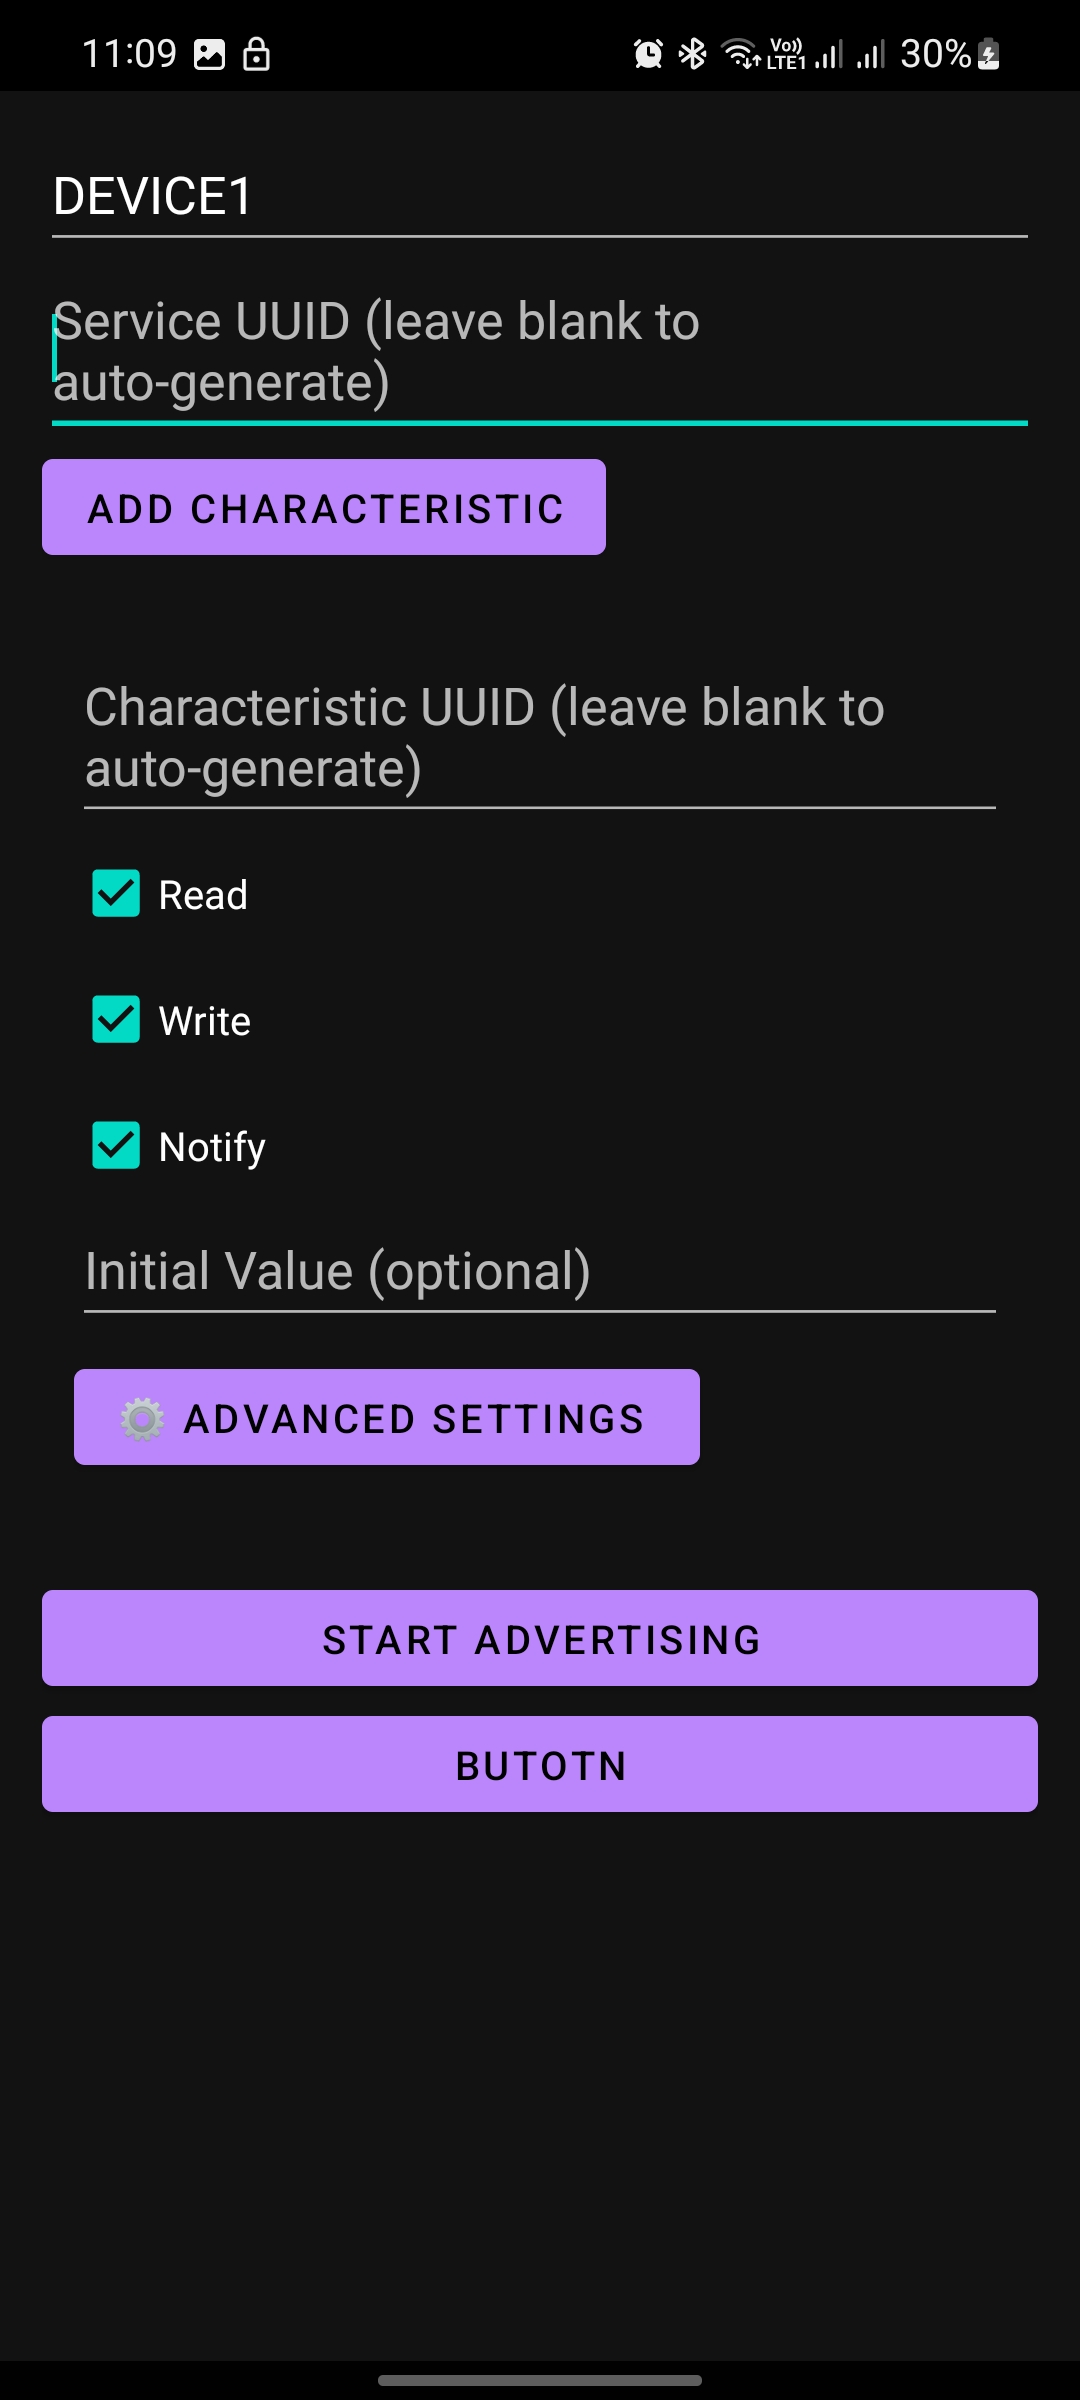 11:09 Vo)) LTE1 30%
DEVICE1
Service UUID (leave blank to
auto-generate)
ADD CHARACTERISTIC
Characteristic UUID (leave blank to
auto-generate)
Read
Write
Notify
Initial Value (optional)
ADVANCED SETTINGS
START ADVERTISING
BUTOTN